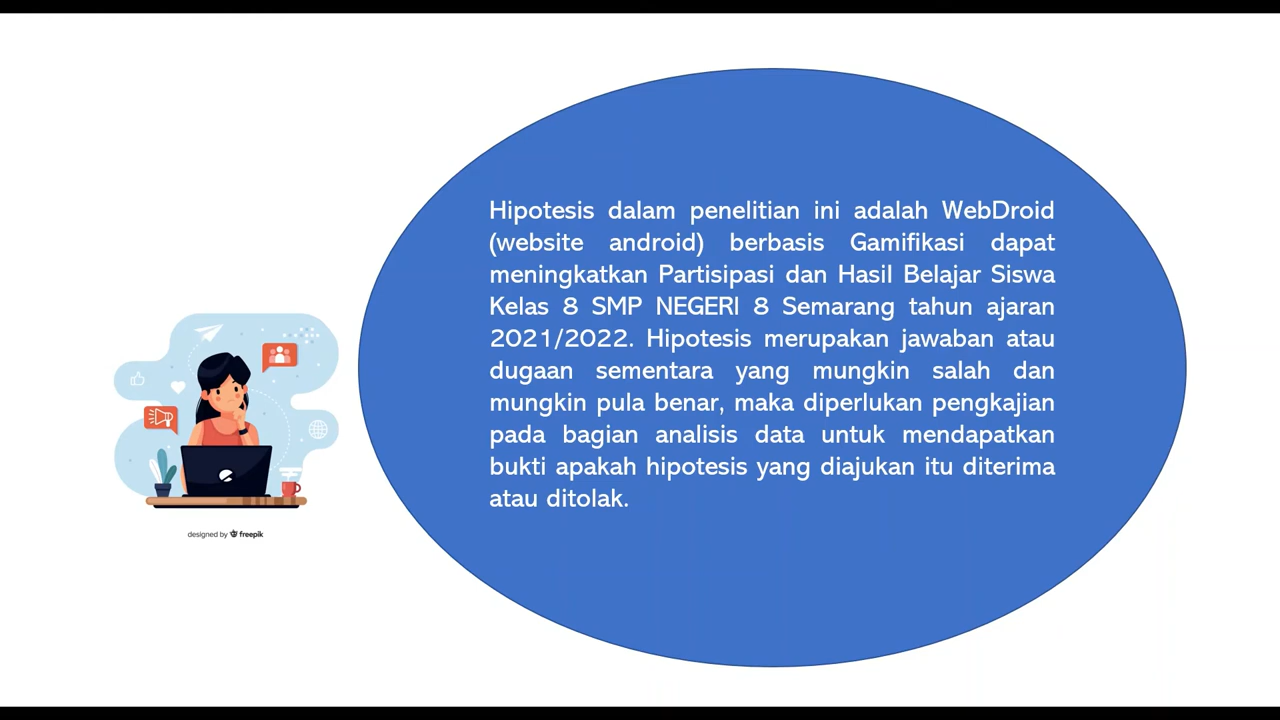 Hipotesis dalam penelitian ini adalah WebDroid
(website android) berbasis Gamifikasi dapat
meningkatkan Partisipasi dan Hasil Belajar Siswa
Kelas 8 SMP NEGERI 8 Semarang tahun ajaran
2021/2022. Hipotesis merupakan jawaban atau
dugaan sementara yang mungkin salah dan
mungkin pula benar, maka diperlukan pengkajian
pada bagian analisis data untuk mendapatkan
bukti apakah hipotesis yang diajukan itu diterima
atau ditolak.
designed by freepik